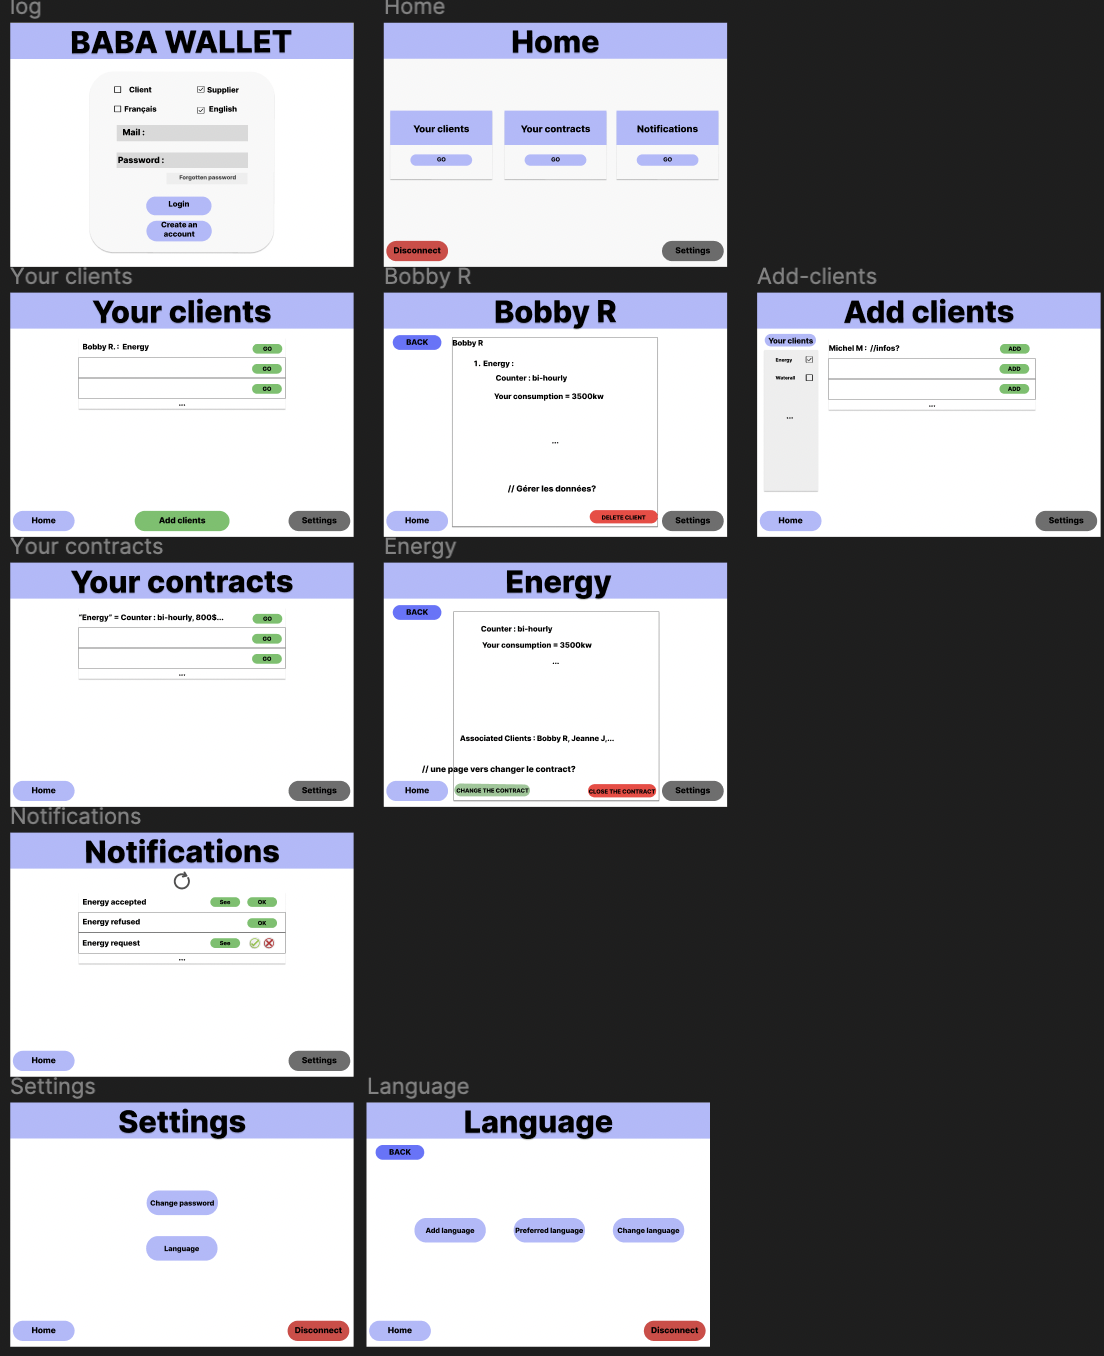 log
BABA WALLET
Client
Supplier
Français
English
Mail :
Password :
Forgotten password
Login
Create an
account
Home
Home
Your clients
Your contracts
Notifications
GO
GO
GO
Disconnect
Settings
Your clients
Your clients
Bobby R. : Energy
GO
GO
GO
...
Home
Add clients
Settings
Bobby R
Bobby R
BACK
Bobby R
1. Energy :
Counter : bi-hourly
Your consumption = 3500kw
...
// Gérer les données?
DELETE CLIENT
Home
Settings
Add-clients
Add clients
Your clients
Energy
Waterall
...
Michel M : //infos?
ADD
ADD
ADD
...
Home
Settings
Your contracts
Your contracts
"Energy" = Counter : bi-hourly, 800$...
GO
GO
GO
...
Home
Settings
Energy
Energy
BACK
Counter : bi-hourly
Your consumption = 3500kw
...
Associated Clients : Bobby R, Jeanne J,...
// une page vers changer le contract?
Home
CHANGE THE CONTRACT
CLOSE THE CONTRACT
Settings
Notifications
Notifications
Energy accepted
See
OK
Energy refused
OK
Energy request
See
...
Home
Settings
Settings
Settings
Change password
Language
Home
Disconnect
Language
Language
BACK
Add language
Preferred language
Change language
Home
Disconnect